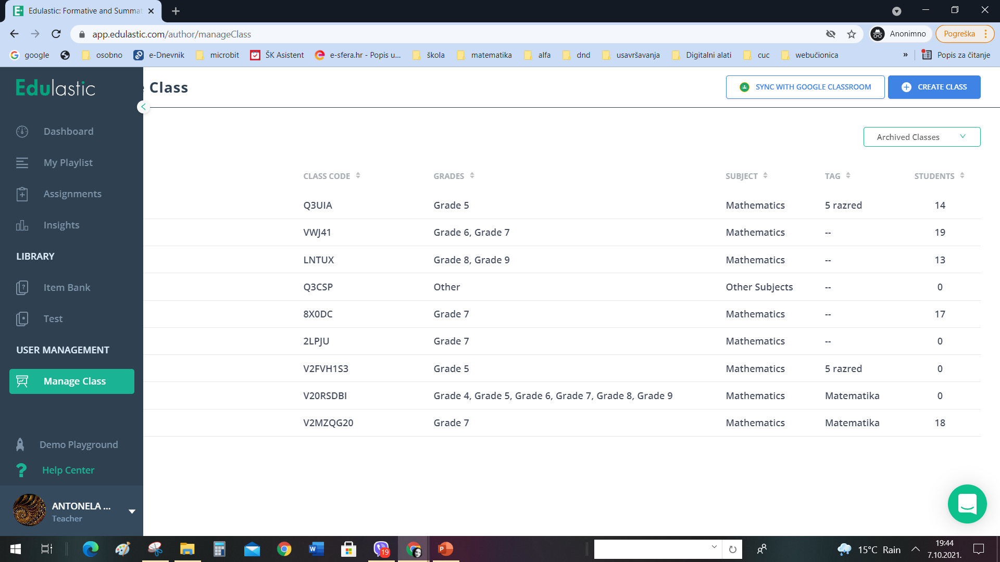 Edulastic: Formative and Summat
app.edulastic.com/author/manageClass
Anonimno
Pogreška
google
osobno
e-Dnevnik
microbit
ŠK Asistent
e-sfera.hr - Popis u...
škola
matematika
alfa
dnd
usavršavanja
Digitalni alati
cuc
webučionica
»
Popis za čitanje
Edulastic
Class
SYNC WITH GOOGLE CLASSROOM
CREATE CLASS
Dashboard
My Playlist
Assignments
Insights
LIBRARY
Item Bank
Test
USER MANAGEMENT
Manage Class
Demo Playground
Help Center
ANTONELA ...
Teacher
Archived Classes
CLASS CODE GRADES SUBJECT TAG STUDENTS
Q3UIA Grade 5 Mathematics 5 razred 14
VWJ41 Grade 6, Grade 7 Mathematics -- 19
LNTUX Grade 8, Grade 9 Mathematics -- 13
Q3CSP Other Other Subjects -- 0
8X0DC Grade 7 Mathematics -- 17
2LPJU Grade 7 Mathematics -- 0
V2FVH1S3 Grade 5 Mathematics 5 razred 0
V20RSDBI Grade 4, Grade 5, Grade 6, Grade 7, Grade 8, Grade 9 Mathematics Matematika 0
V2MZQG20 Grade 7 Mathematics Matematika 18
19
15°C Rain
19:44
7.10.2021.